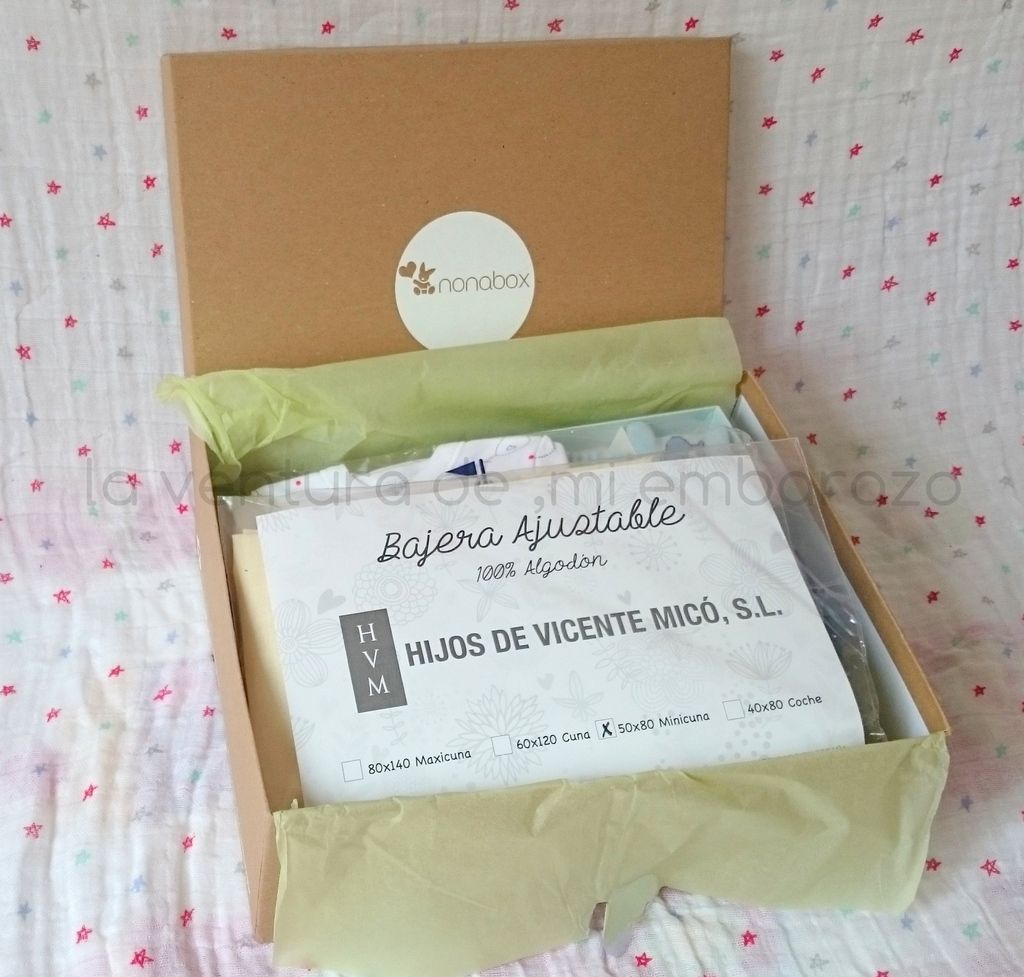 nonabox
la ventura de ,mi embarazo
Bajera Ajustable
100% Algodón
HVM
HIJOS DE VICENTE MICÓ, S.L.
80x140 Maxicuna 60x120 Cuna X 50x80 Minicuna 40x80 Coche